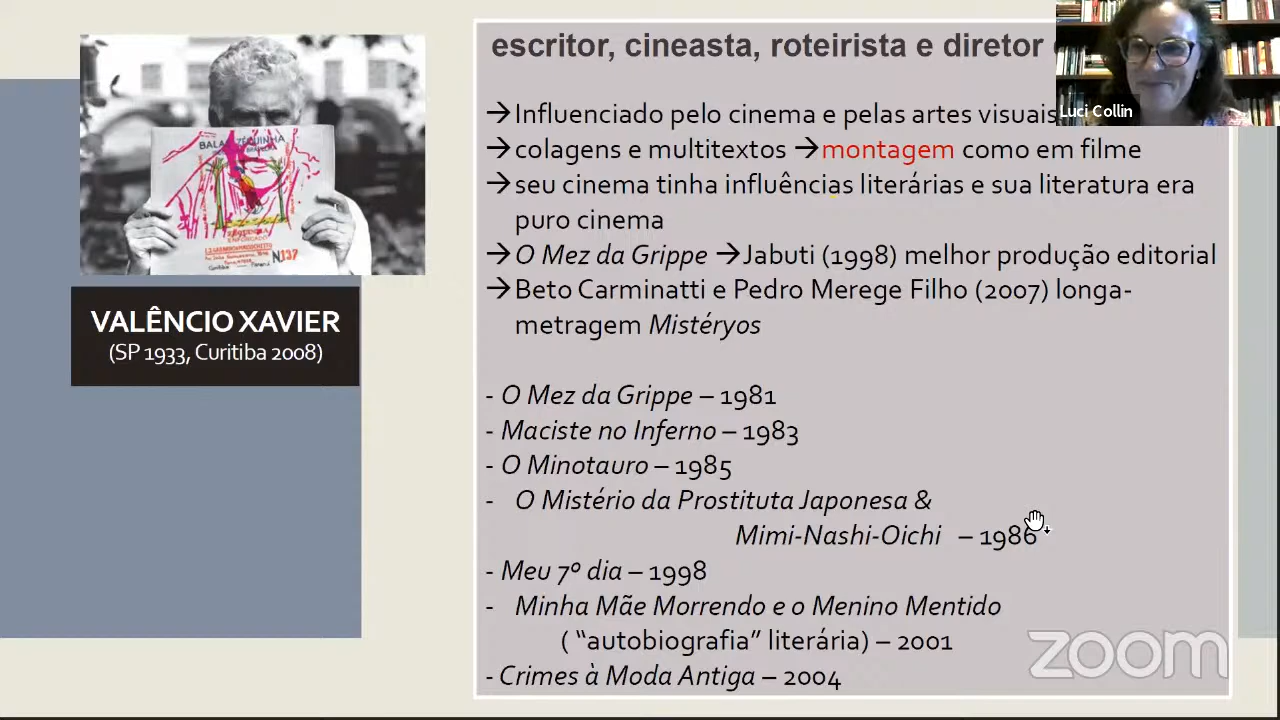 escritor, cineasta, roteirista e diretor
Luci Collin
→Influenciado pelo cinema e pelas artes visuais
→colagens e multitextos →montagem como em filme
→seu cinema tinha influências literárias e sua literatura era
puro cinema
→O Mez da Grippe →Jabuti (1998) melhor produção editorial
→Beto Carminatti e Pedro Merege Filho (2007) longa-
metragem Mistéryos
- O Mez da Grippe – 1981
- Maciste no Inferno – 1983
- O Minotauro – 1985
- O Mistério da Prostituta Japonesa &
Mimi-Nashi-Oichi – 1986
- Meu 7º dia – 1998
- Minha Mãe Morrendo e o Menino Mentido
( “autobiografia” literária) – 2001
- Crimes à Moda Antiga – 2004
BALA ZÉQUINHA
Nº137
VALÊNCIO XAVIER
(SP 1933, Curitiba 2008)
zoom